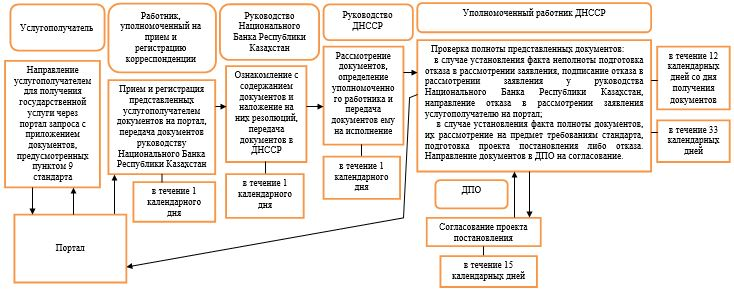 Услугополучатель
Работник,
уполномоченный на
прием и
регистрацию
корреспонденции
Руководство
Национального
Банка Республики
Казахстан
Руководство
ДНССР
Уполномоченный работник ДНССР
Направление
услугополучателем
для получения
государственной
услуги через
портал запроса с
приложением
документов,
предусмотренных
пунктом 9
стандарта
Прием и регистрация
представленных
услугополучателем
документов на портал,
передача документов
руководству
Национального Банка
Республики Казахстан
Ознакомление с
содержанием
документов и
наложение на
них резолюций,
передача
документов в
ДНССР
Рассмотрение
документов,
определение
уполномоченно
го работника и
передача
документов ему
на исполнение
Проверка полноты представленных документов:
в случае установления факта неполноты подготовка
отказа в рассмотрении заявления, подписание отказа в
рассмотрении заявления у руководства
Национального Банка Республики Казахстан,
направление отказа в рассмотрении заявления
услугополучателю на портал;
в случае установления факта полноты документов,
их рассмотрение на предмет требованиям стандарта,
подготовка проекта постановления либо отказа.
Направление документов в ДПО на согласование.
в течение 12
календарных
дней со дня
получения
документов
в течение 33
календарных
дней
в течение 1
календарного
дня
в течение 1
календарного
дня
в течение 1
календарного
дня
ДПО
Портал
Согласование проекта
постановления
в течение 15
календарных дней